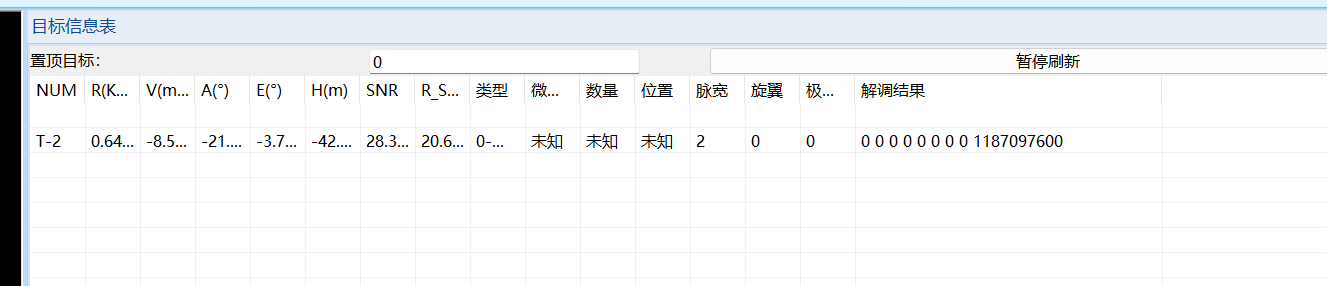 目标信息表
置顶目标: 0 暂停刷新
NUM R(K... V(m... A(°) E(°) H(m) SNR R_S... 类型 微... 数量 位置 脉宽 旋翼 极... 解调结果
T-2 0.64... -8.5... -21.... -3.7... -42.... 28.3... 20.6... 0-... 未知 未知 未知 2 0 0 0 0 0 0 0 0 0 0 1187097600